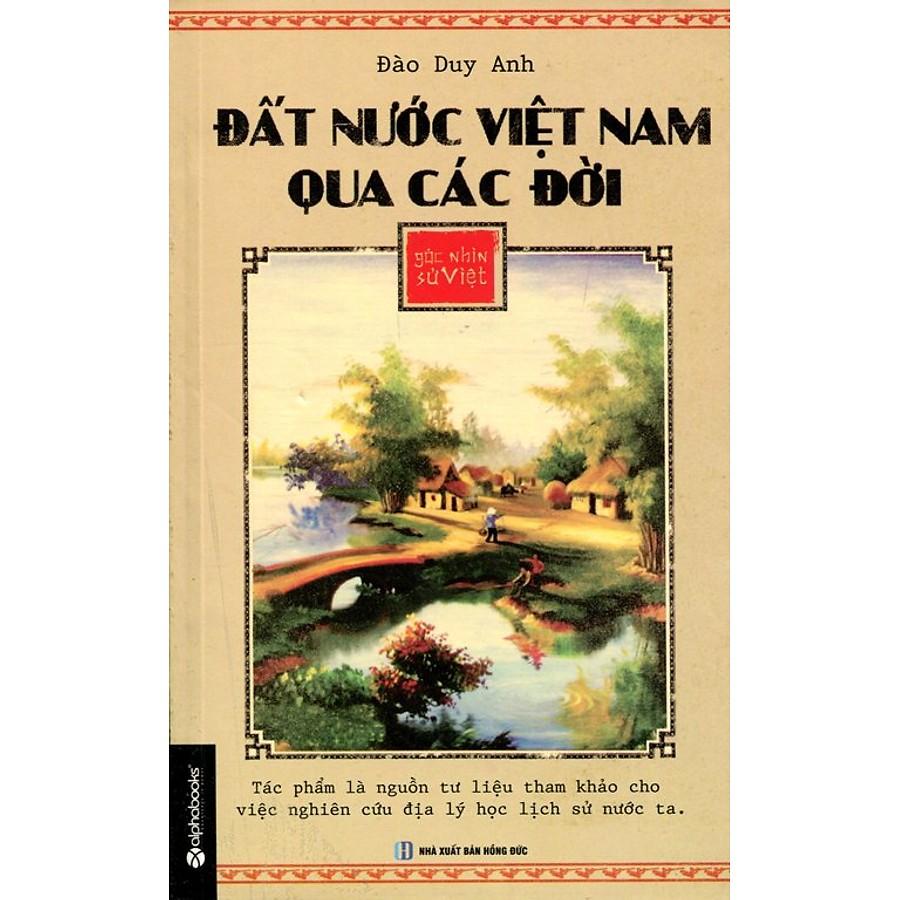 Đào Duy Anh
ĐẤT NƯỚC VIỆT NAM
QUA CÁC ĐỜI
góc nhìn
sử Việt
Tác phẩm là nguồn tư liệu tham khảo cho
việc nghiên cứu địa lý học lịch sử nước ta.
alphabooks®
NHÀ XUẤT BẢN HỒNG ĐỨC